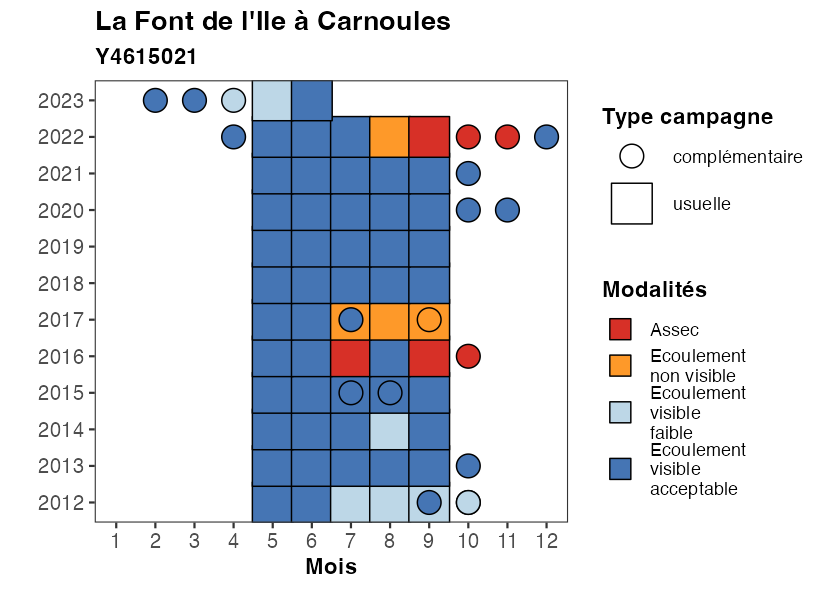 La Font de l'Ile à Carnoules
Y4615021
2023
2022
2021
2020
2019
2018
2017
2016
2015
2014
2013
2012
1 2 3 4 5 6 7 8 9 10 11 12
Mois
Type campagne
complémentaire
usuelle
Modalités
Assec
Ecoulement
non visible
Ecoulement
visible
faible
Ecoulement
visible
acceptable